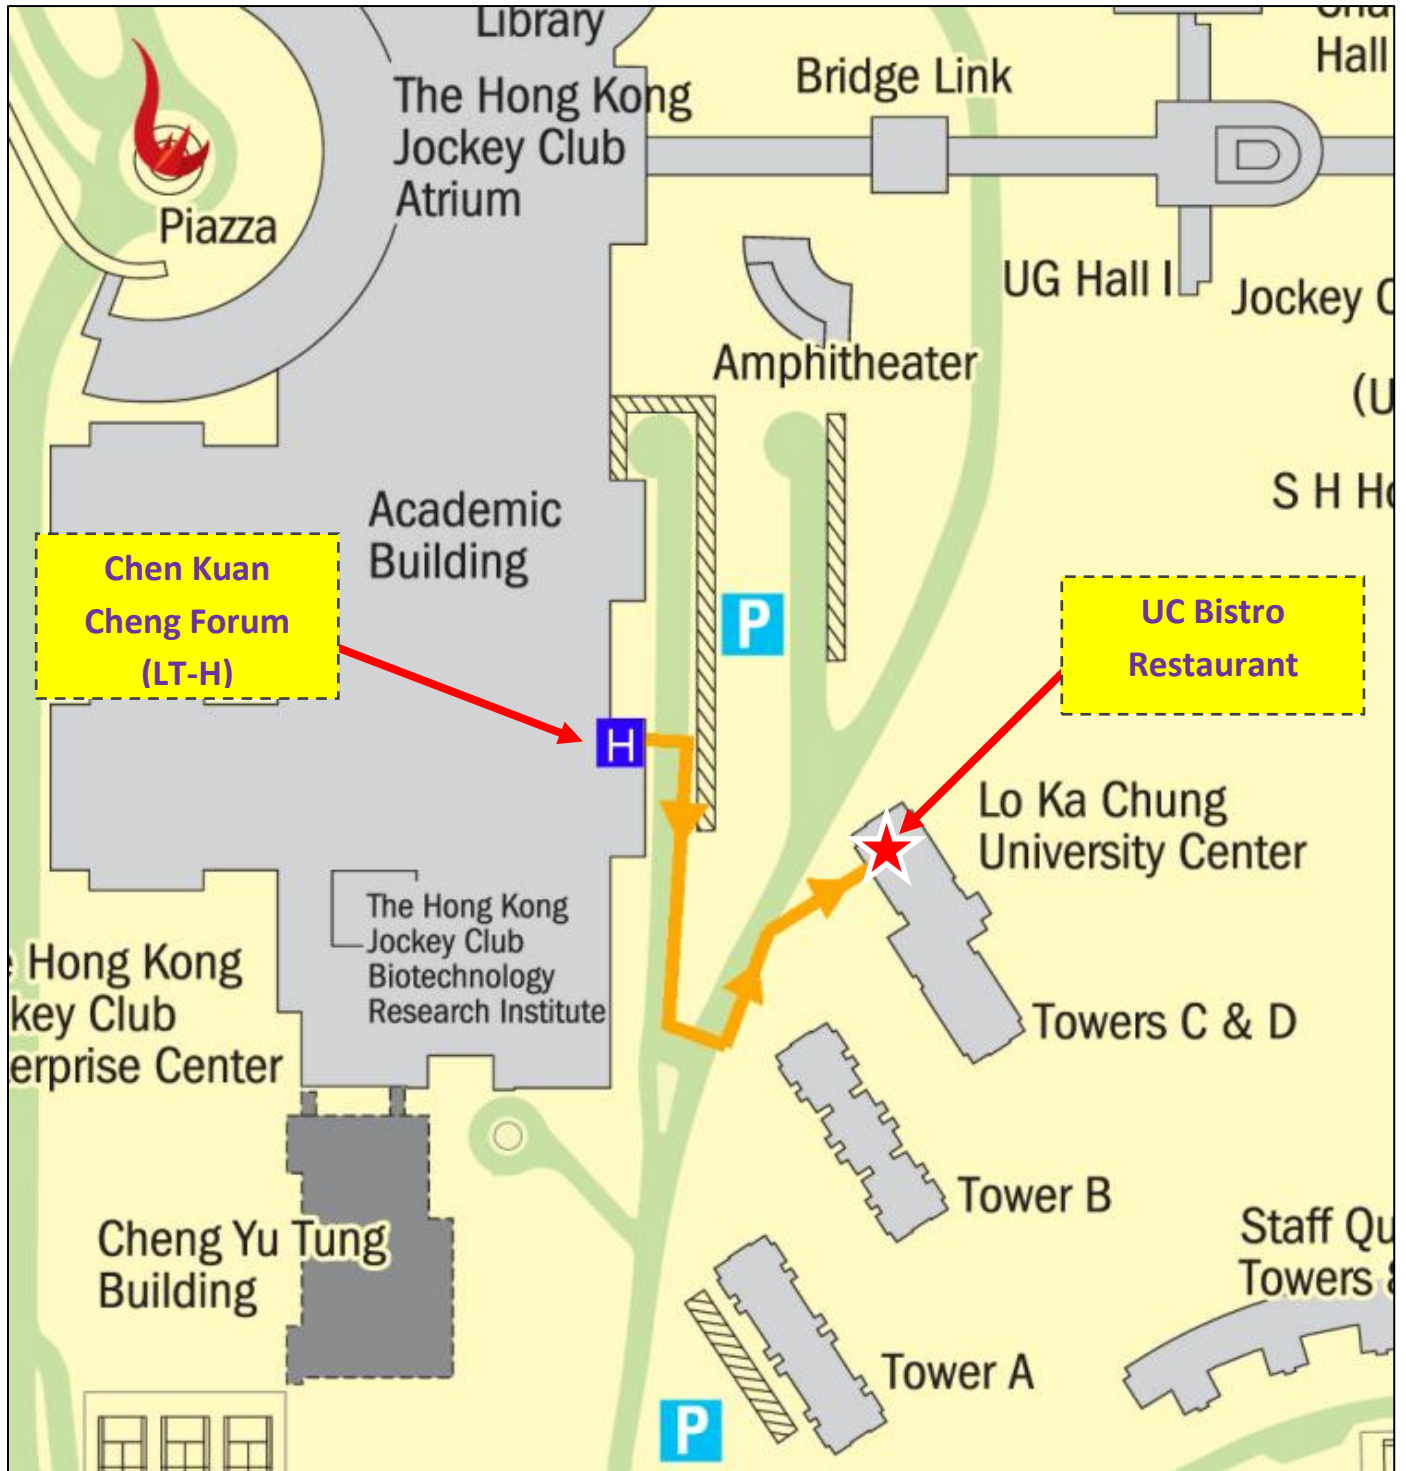 Library
The Hong Kong
Jockey Club
Atrium
Bridge Link
Hall
Piazza
UG Hall I
Jockey C
Amphitheater
(U
S H Ho
Academic
Building
Chen Kuan
Cheng Forum
(LT-H)
P
UC Bistro
Restaurant
H
Lo Ka Chung
University Center
The Hong Kong
Jockey Club
Biotechnology
Research Institute
Hong Kong
key Club
erprise Center
Towers C & D
Tower B
Cheng Yu Tung
Building
Staff Qu
Towers
Tower A
P